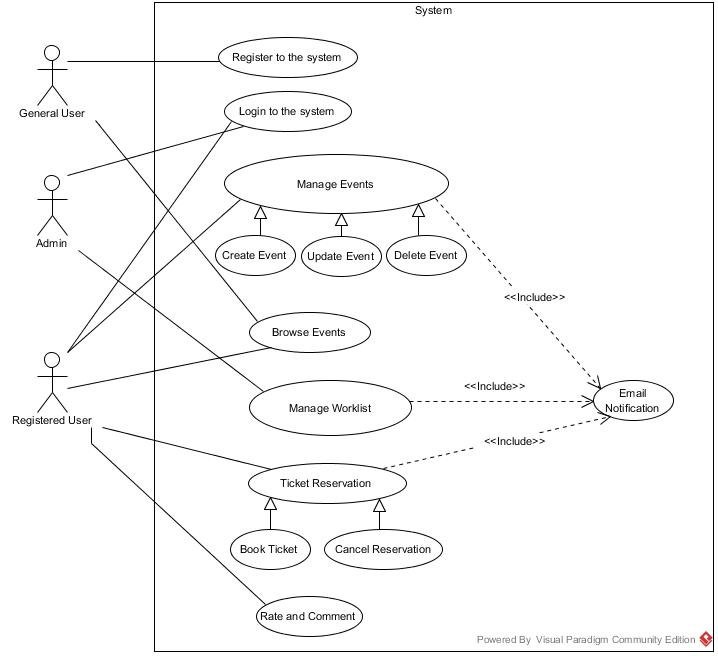 System
Register to the system
General User
Login to the system
Manage Events
Admin
Create Event
Update Event
Delete Event
<<Include>>
Browse Events
<<Include>>
Email
Notification
Manage Worklist
Registered User
<<Include>>
Ticket Reservation
Book Ticket
Cancel Reservation
Rate and Comment
Powered By Visual Paradigm Community Edition